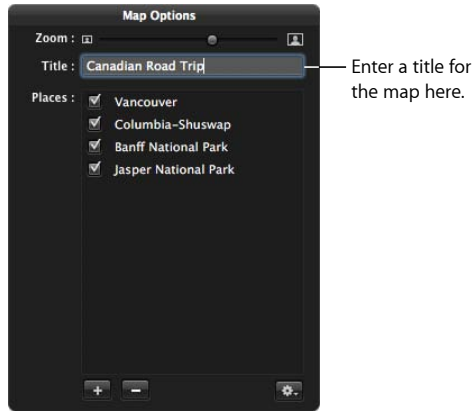 Map Options
Zoom :
Title : Canadian Road Trip
Enter a title for
the map here.
Places :
Vancouver
Columbia-Shuswap
Banff National Park
Jasper National Park